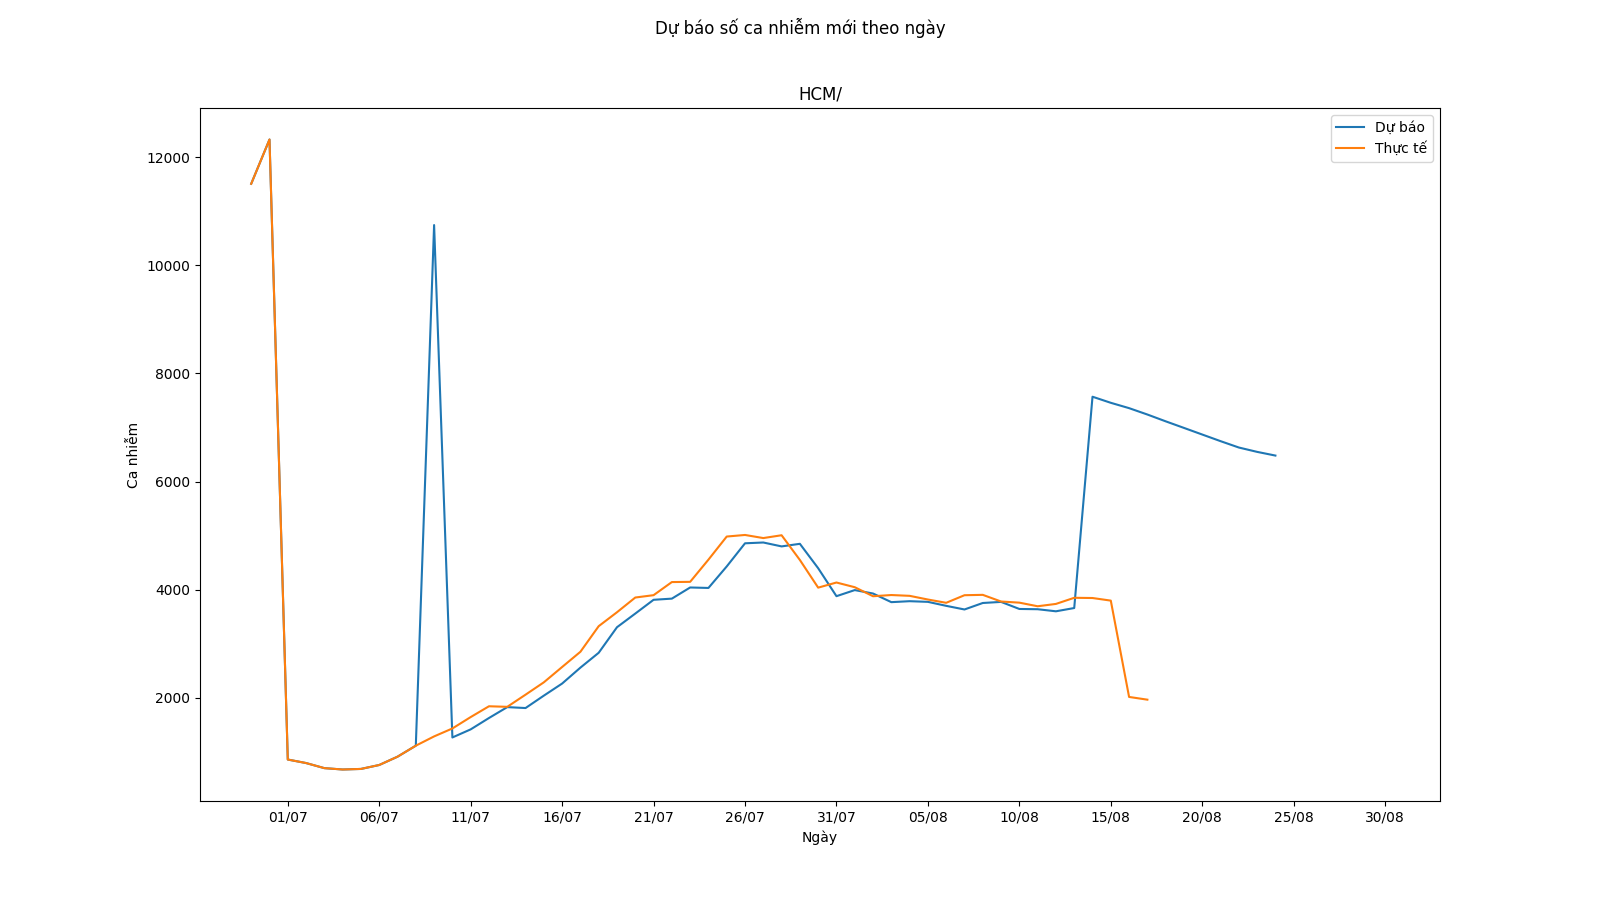 Dự báo số ca nhiễm mới theo ngày
HCM/
Dự báo
Thực tế
12000
10000
8000
6000
4000
2000
Ca nhiễm
01/07 06/07 11/07 16/07 21/07 26/07 31/07 05/08 10/08 15/08 20/08 25/08 30/08
Ngày